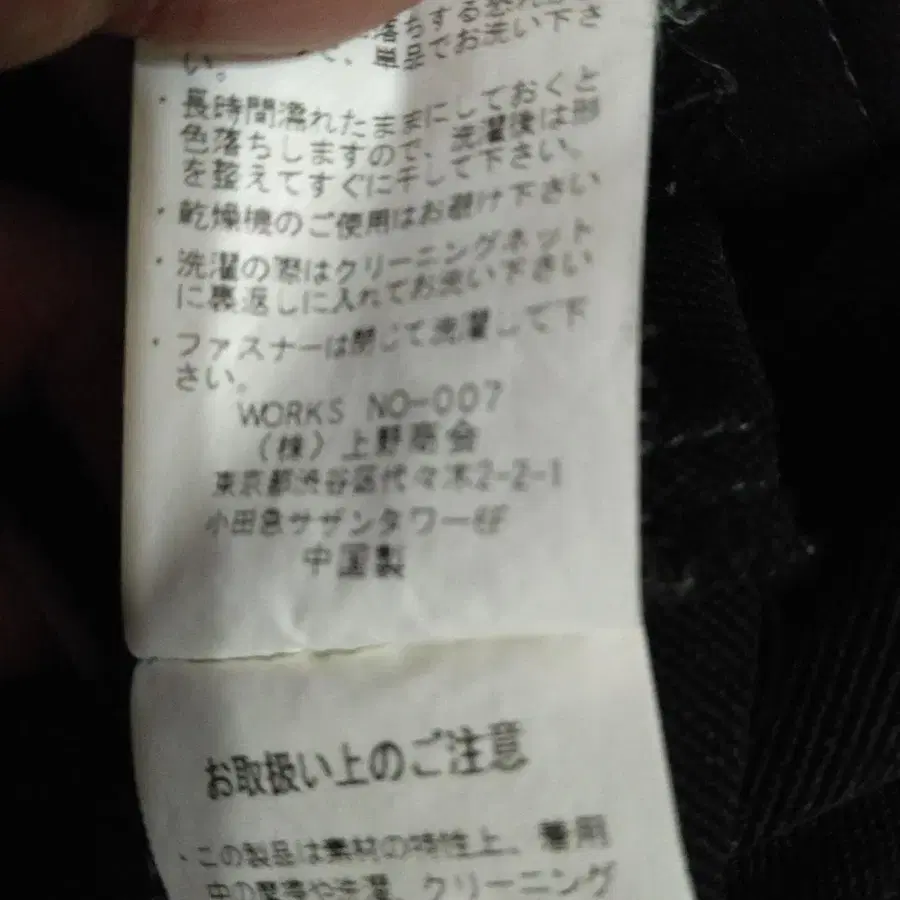 落ちする
、単品でお洗い下さ
い。
・長時間濡れたままにしておくと
色落ちしますので、洗濯後は形
を整えてすぐに干して下さい。
・乾燥機のご使用はお避け下さい
・洗濯の際はクリーニングネット
に裏返しに入れてお洗い下さい
・ファスナーは閉じて洗濯して下
さい。
WORKS NO-007
(株)上野商会
東京都渋谷区代々木2-2-1
小田急サザンタワー6F
中国製
お取扱い上のご注意
・この製品は素材の特性上、着用
中の摩擦や洗濯、クリーニング